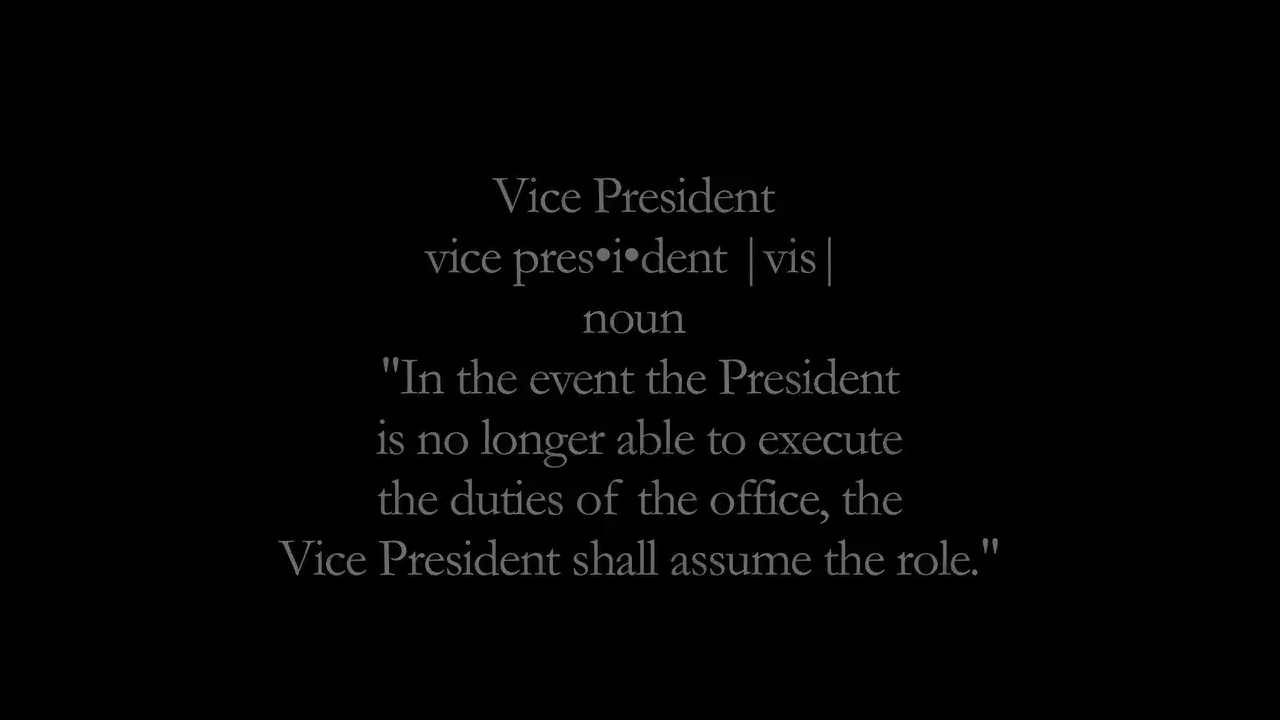 Vice President
vice pres•i•dent |vis|
noun
"In the event the President
is no longer able to execute
the duties of the office, the
Vice President shall assume the role."